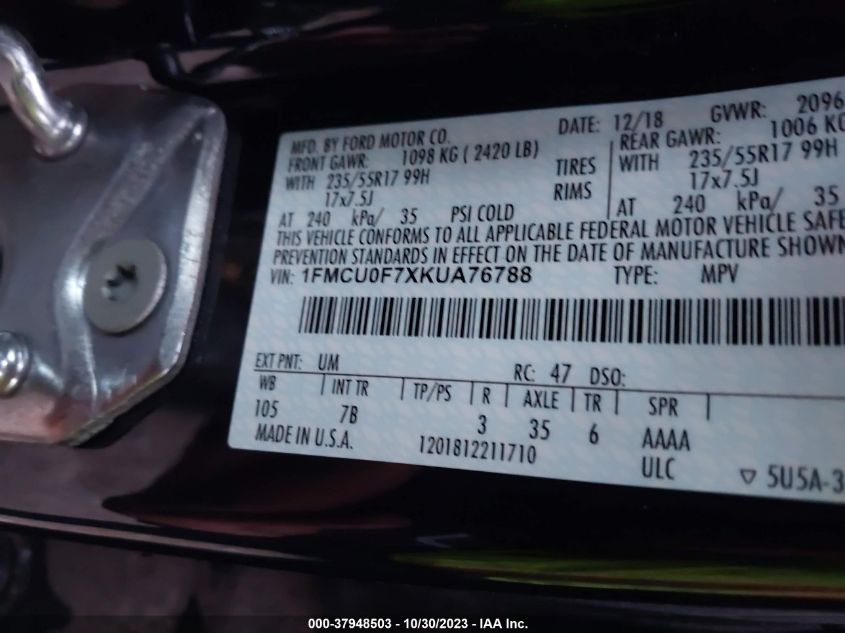 MFD. BY FORD MOTOR CO. DATE: 12/18 GVWR: 2096
FRONT GAWR: 1098 KG ( 2420 LB) REAR GAWR: 1006 KG
WITH 235/55R17 99H TIRES WITH 235/55R17 99H
17x7.5J RIMS 17x7.5J
AT 240 kPa/ 35 PSI COLD AT 240 kPa/ 35
THIS VEHICLE CONFORMS TO ALL APPLICABLE FEDERAL MOTOR VEHICLE SAFE
PREVENTION STANDARDS IN EFFECT ON THE DATE OF MANUFACTURE SHOWN
VIN: 1FMCU0F7XKUA76788 TYPE: MPV
EXT PNT: UM RC: 47 DSO:
WB INT TR TP/PS R AXLE TR SPR
105 7B 3 35 6 AAAA
MADE IN U.S.A. 1201812211710 ULC
5U5A-3
000-37948503 - 10/30/2023 - IAA Inc.